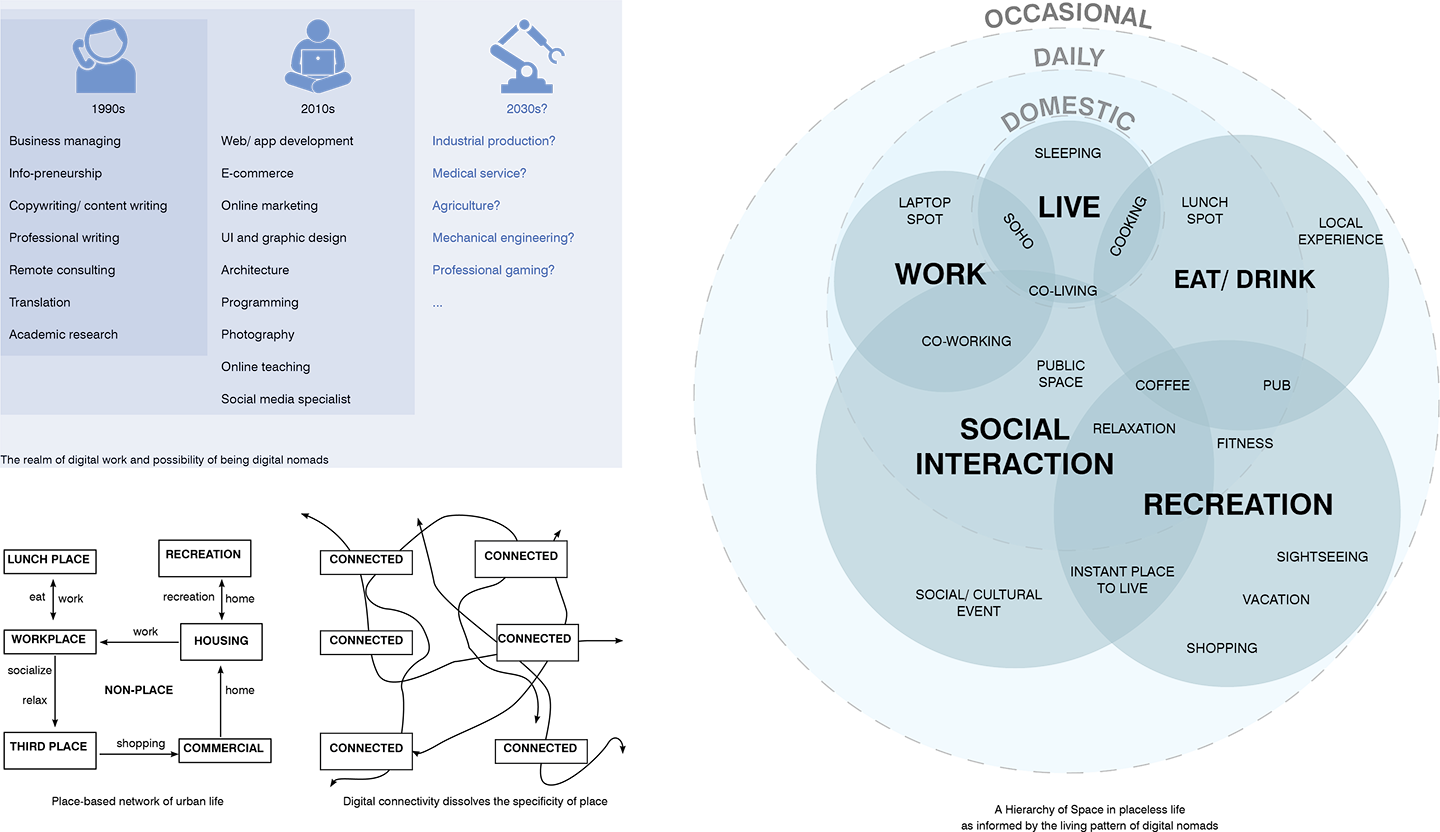 1990s
Business managing
Info-preneurship
Copywriting/ content writing
Professional writing
Remote consulting
Translation
Academic research
2010s
Web/ app development
E-commerce
Online marketing
UI and graphic design
Architecture
Programming
Photography
Online teaching
Social media specialist
2030s?
Industrial production?
Medical service?
Agriculture?
Mechanical engineering?
Professional gaming?
...
The realm of digital work and possibility of being digital nomads
LUNCH PLACE
RECREATION
eat
work
recreation
home
WORKPLACE
work
HOUSING
socialize
relax
NON-PLACE
home
THIRD PLACE
shopping
COMMERCIAL
Place-based network of urban life
CONNECTED
CONNECTED
CONNECTED
CONNECTED
CONNECTED
CONNECTED
Digital connectivity dissolves the specificity of place
OCCASIONAL
DAILY
DOMESTIC
SLEEPING
LIVE
LAPTOP
SPOT
SOHO
COOKING
LUNCH
SPOT
LOCAL
EXPERIENCE
WORK
EAT/ DRINK
CO-LIVING
CO-WORKING
PUBLIC
SPACE
COFFEE
PUB
RELAXATION
FITNESS
SOCIAL
INTERACTION
RECREATION
SIGHTSEEING
INSTANT PLACE
TO LIVE
SOCIAL/ CULTURAL
EVENT
VACATION
SHOPPING
A Hierarchy of Space in placeless life
as informed by the living pattern of digital nomads